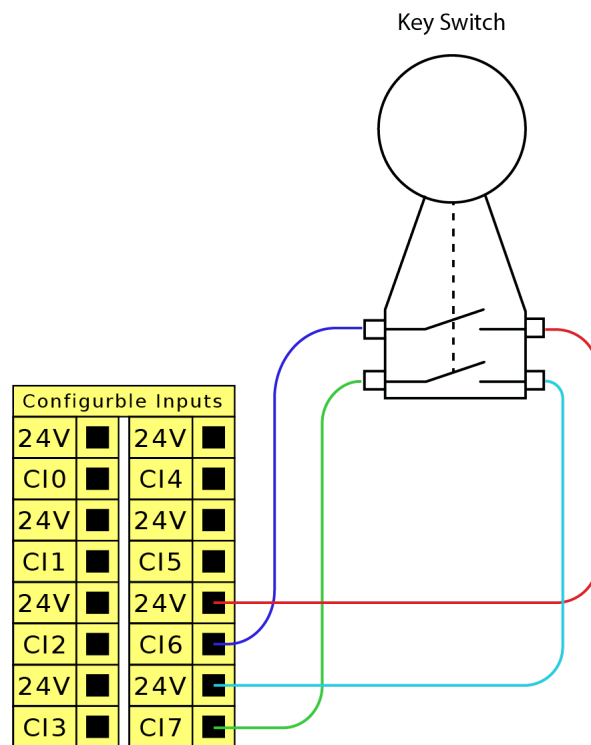 Key Switch
Configurble Inputs
24V 24V
CI0 CI4
24V 24V
CI1 CI5
24V 24V
CI2 CI6
24V 24V
CI3 CI7